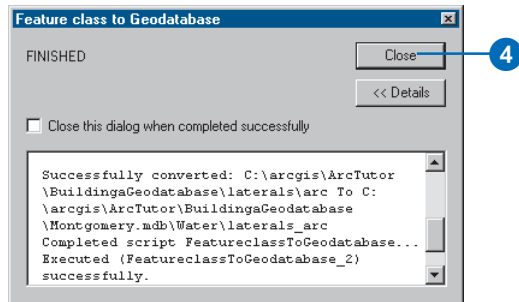 Feature class to Geodatabase
FINISHED
Close
4
<< Details
Close this dialog when completed successfully
Successfully converted: C:\arcgis\ArcTutor
\BuildingaGeodatabase\laterals\arc To C:
\arcgis\ArcTutor\BuildingaGeodatabase
\Montgomery.mdb\Water\laterals_arc
Completed script FeatureclassToGeodatabase...
Executed (FeatureclassToGeodatabase_2)
successfully.